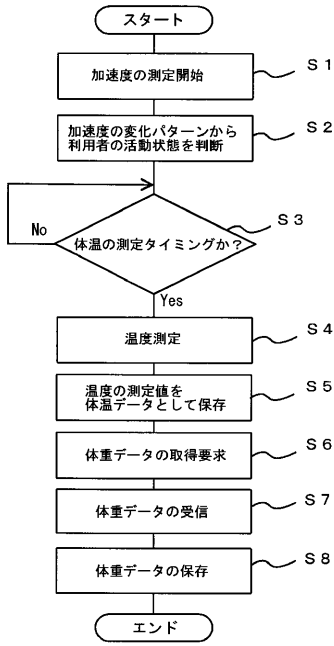 スタート
加速度の測定開始
S1
加速度の変化パターンから
利用者の活動状態を判断
S2
体温の測定タイミングか?
S3
No
Yes
温度測定
S4
温度の測定値を
体温データとして保存
S5
体重データの取得要求
S6
体重データの受信
S7
体重データの保存
S8
エンド